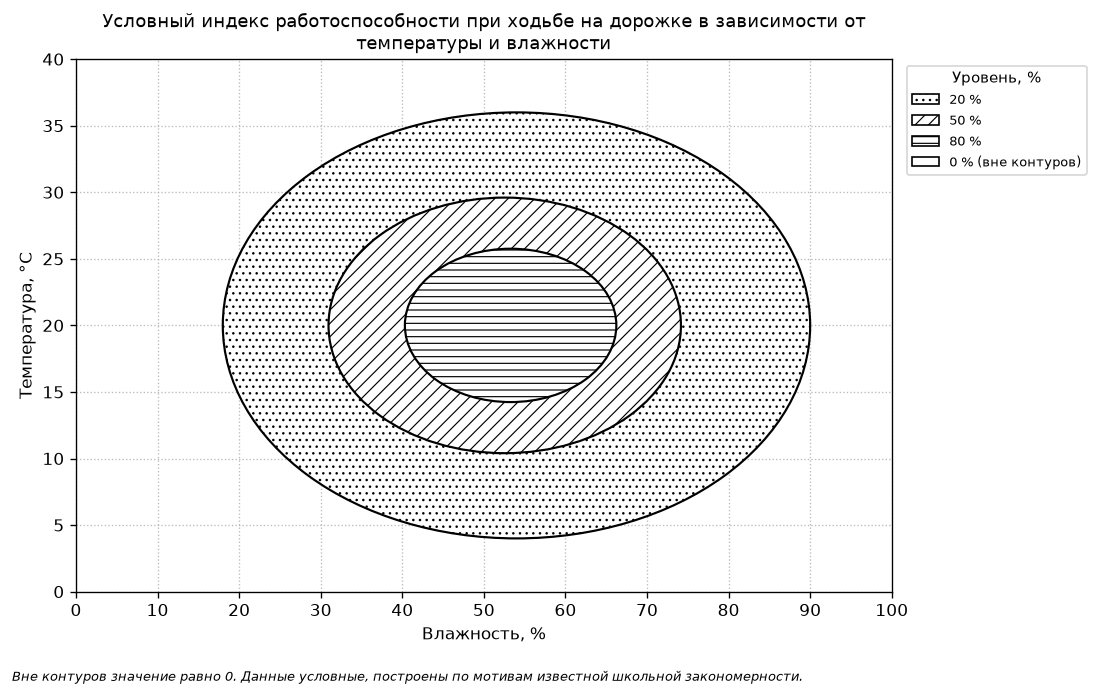 Условный индекс работоспособности при ходьбе на дорожке в зависимости от
температуры и влажности
Уровень, %
20 %
50 %
80 %
0 % (вне контуров)
Температура, °C
40
35
30
25
20
15
10
5
0
0 10 20 30 40 50 60 70 80 90 100
Влажность, %
Вне контуров значение равно 0. Данные условные, построены по мотивам известной школьной закономерности.